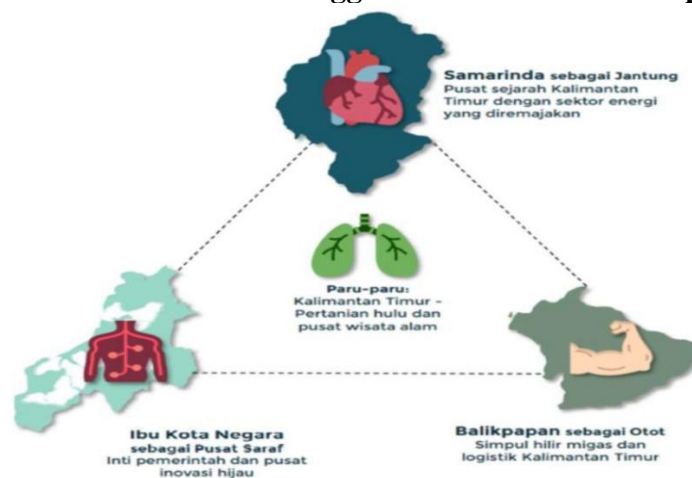 Samarinda sebagai Jantung
Pusat sejarah Kalimantan
Timur dengan sektor energi
yang diremajakan
Paru-paru:
Kalimantan Timur -
Pertanian hulu dan
pusat wisata alam
Ibu Kota Negara
sebagai Pusat Saraf
Inti pemerintah dan pusat
inovasi hijau
Balikpapan sebagai Otot
Simpul hilir migas dan
logistik Kalimantan Timur